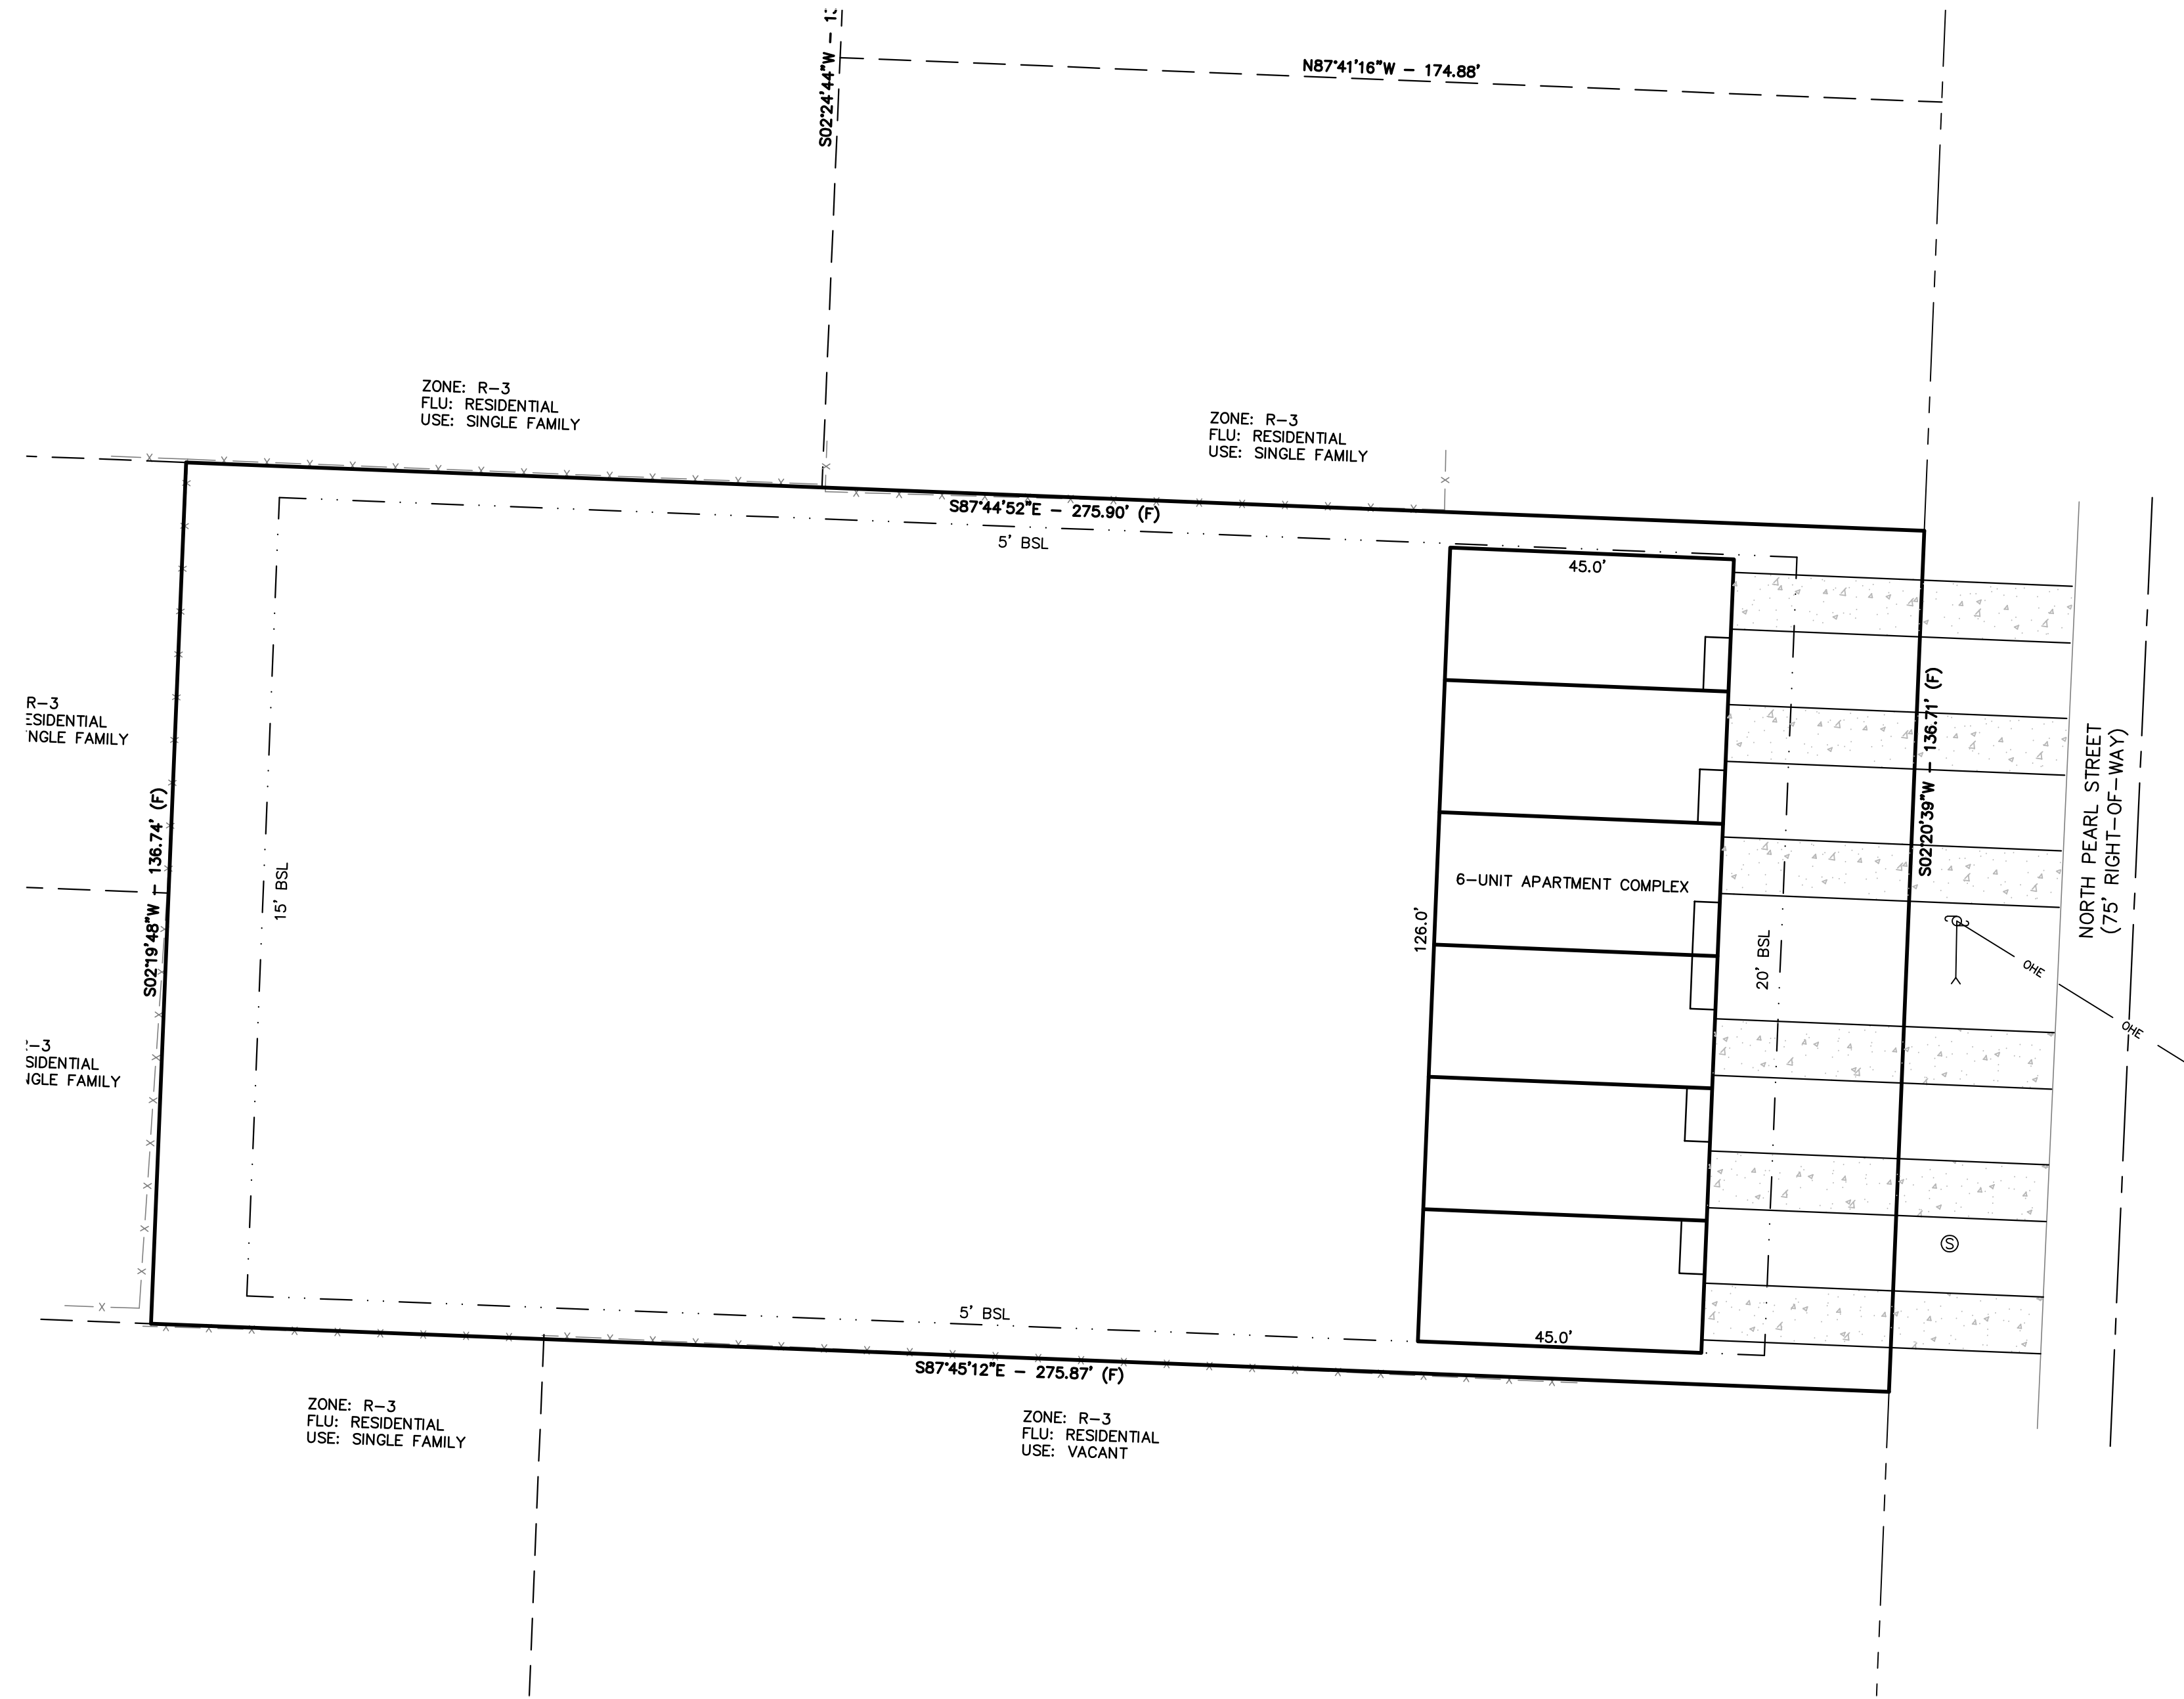 S02°24'44"W – 13
N87°41'16"W – 174.88'
ZONE: R–3
FLU: RESIDENTIAL
USE: SINGLE FAMILY
ZONE: R–3
FLU: RESIDENTIAL
USE: SINGLE FAMILY
S87°44'52"E – 275.90' (F)
5' BSL
45.0'
R–3
ESIDENTIAL
NGLE FAMILY
S02°19'48"W – 136.74' (F)
15' BSL
6–UNIT APARTMENT COMPLEX
126.0'
20' BSL
S02°20'39"W – 136.71' (F)
NORTH PEARL STREET
(75' RIGHT–OF–WAY)
OHE
OHE
–3
SIDENTIAL
NGLE FAMILY
S
5' BSL
45.0'
S87°45'12"E – 275.87' (F)
ZONE: R–3
FLU: RESIDENTIAL
USE: SINGLE FAMILY
ZONE: R–3
FLU: RESIDENTIAL
USE: VACANT